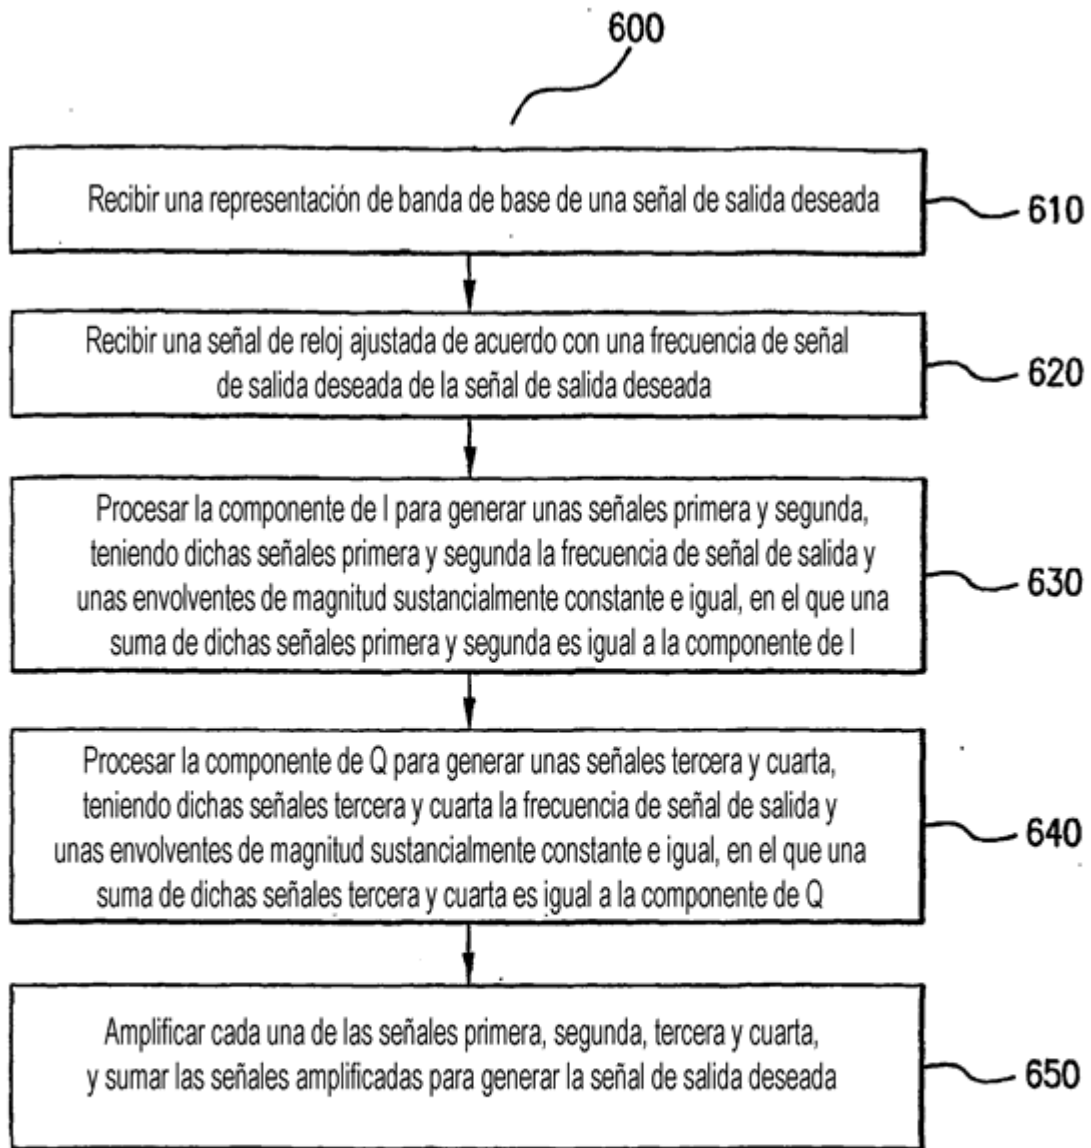 600
Recibir una representación de banda de base de una señal de salida deseada
610
Recibir una señal de reloj ajustada de acuerdo con una frecuencia de señal
de salida deseada de la señal de salida deseada
620
Procesar la componente de I para generar unas señales primera y segunda,
teniendo dichas señales primera y segunda la frecuencia de señal de salida y
unas envolventes de magnitud sustancialmente constante e igual, en el que una
suma de dichas señales primera y segunda es igual a la componente de I
630
Procesar la componente de Q para generar unas señales tercera y cuarta,
teniendo dichas señales tercera y cuarta la frecuencia de señal de salida y
unas envolventes de magnitud sustancialmente constante e igual, en el que una
suma de dichas señales tercera y cuarta es igual a la componente de Q
640
Amplificar cada una de las señales primera, segunda, tercera y cuarta,
y sumar las señales amplificadas para generar la señal de salida deseada
650